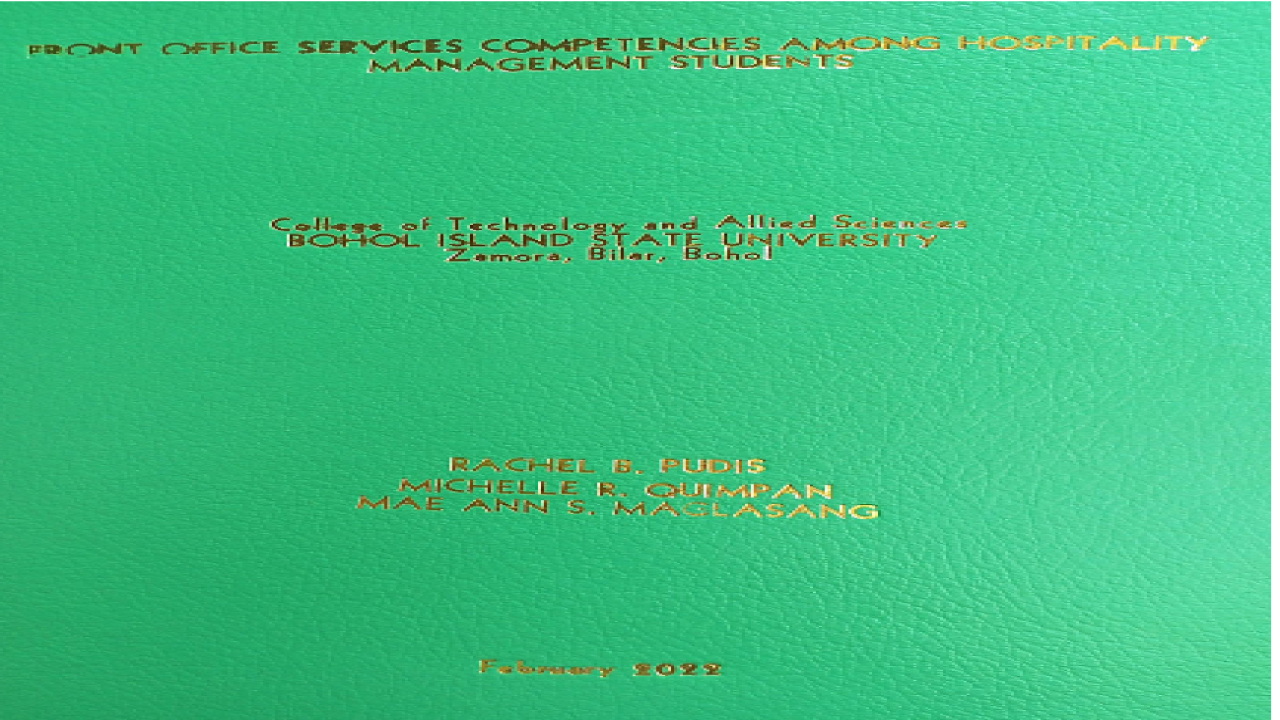 FRONT OFFICE SERVICES COMPETENCIES AMONG HOSPITALITY
MANAGEMENT STUDENTS
College of Technology and Allied Sciences
BOHOL ISLAND STATE UNIVERSITY
Zamora, Bilar, Bohol
RACHEL B. PUDIS
MICHELLE R. QUIMPAN
MAE ANN S. MAGLASANG
February 2022